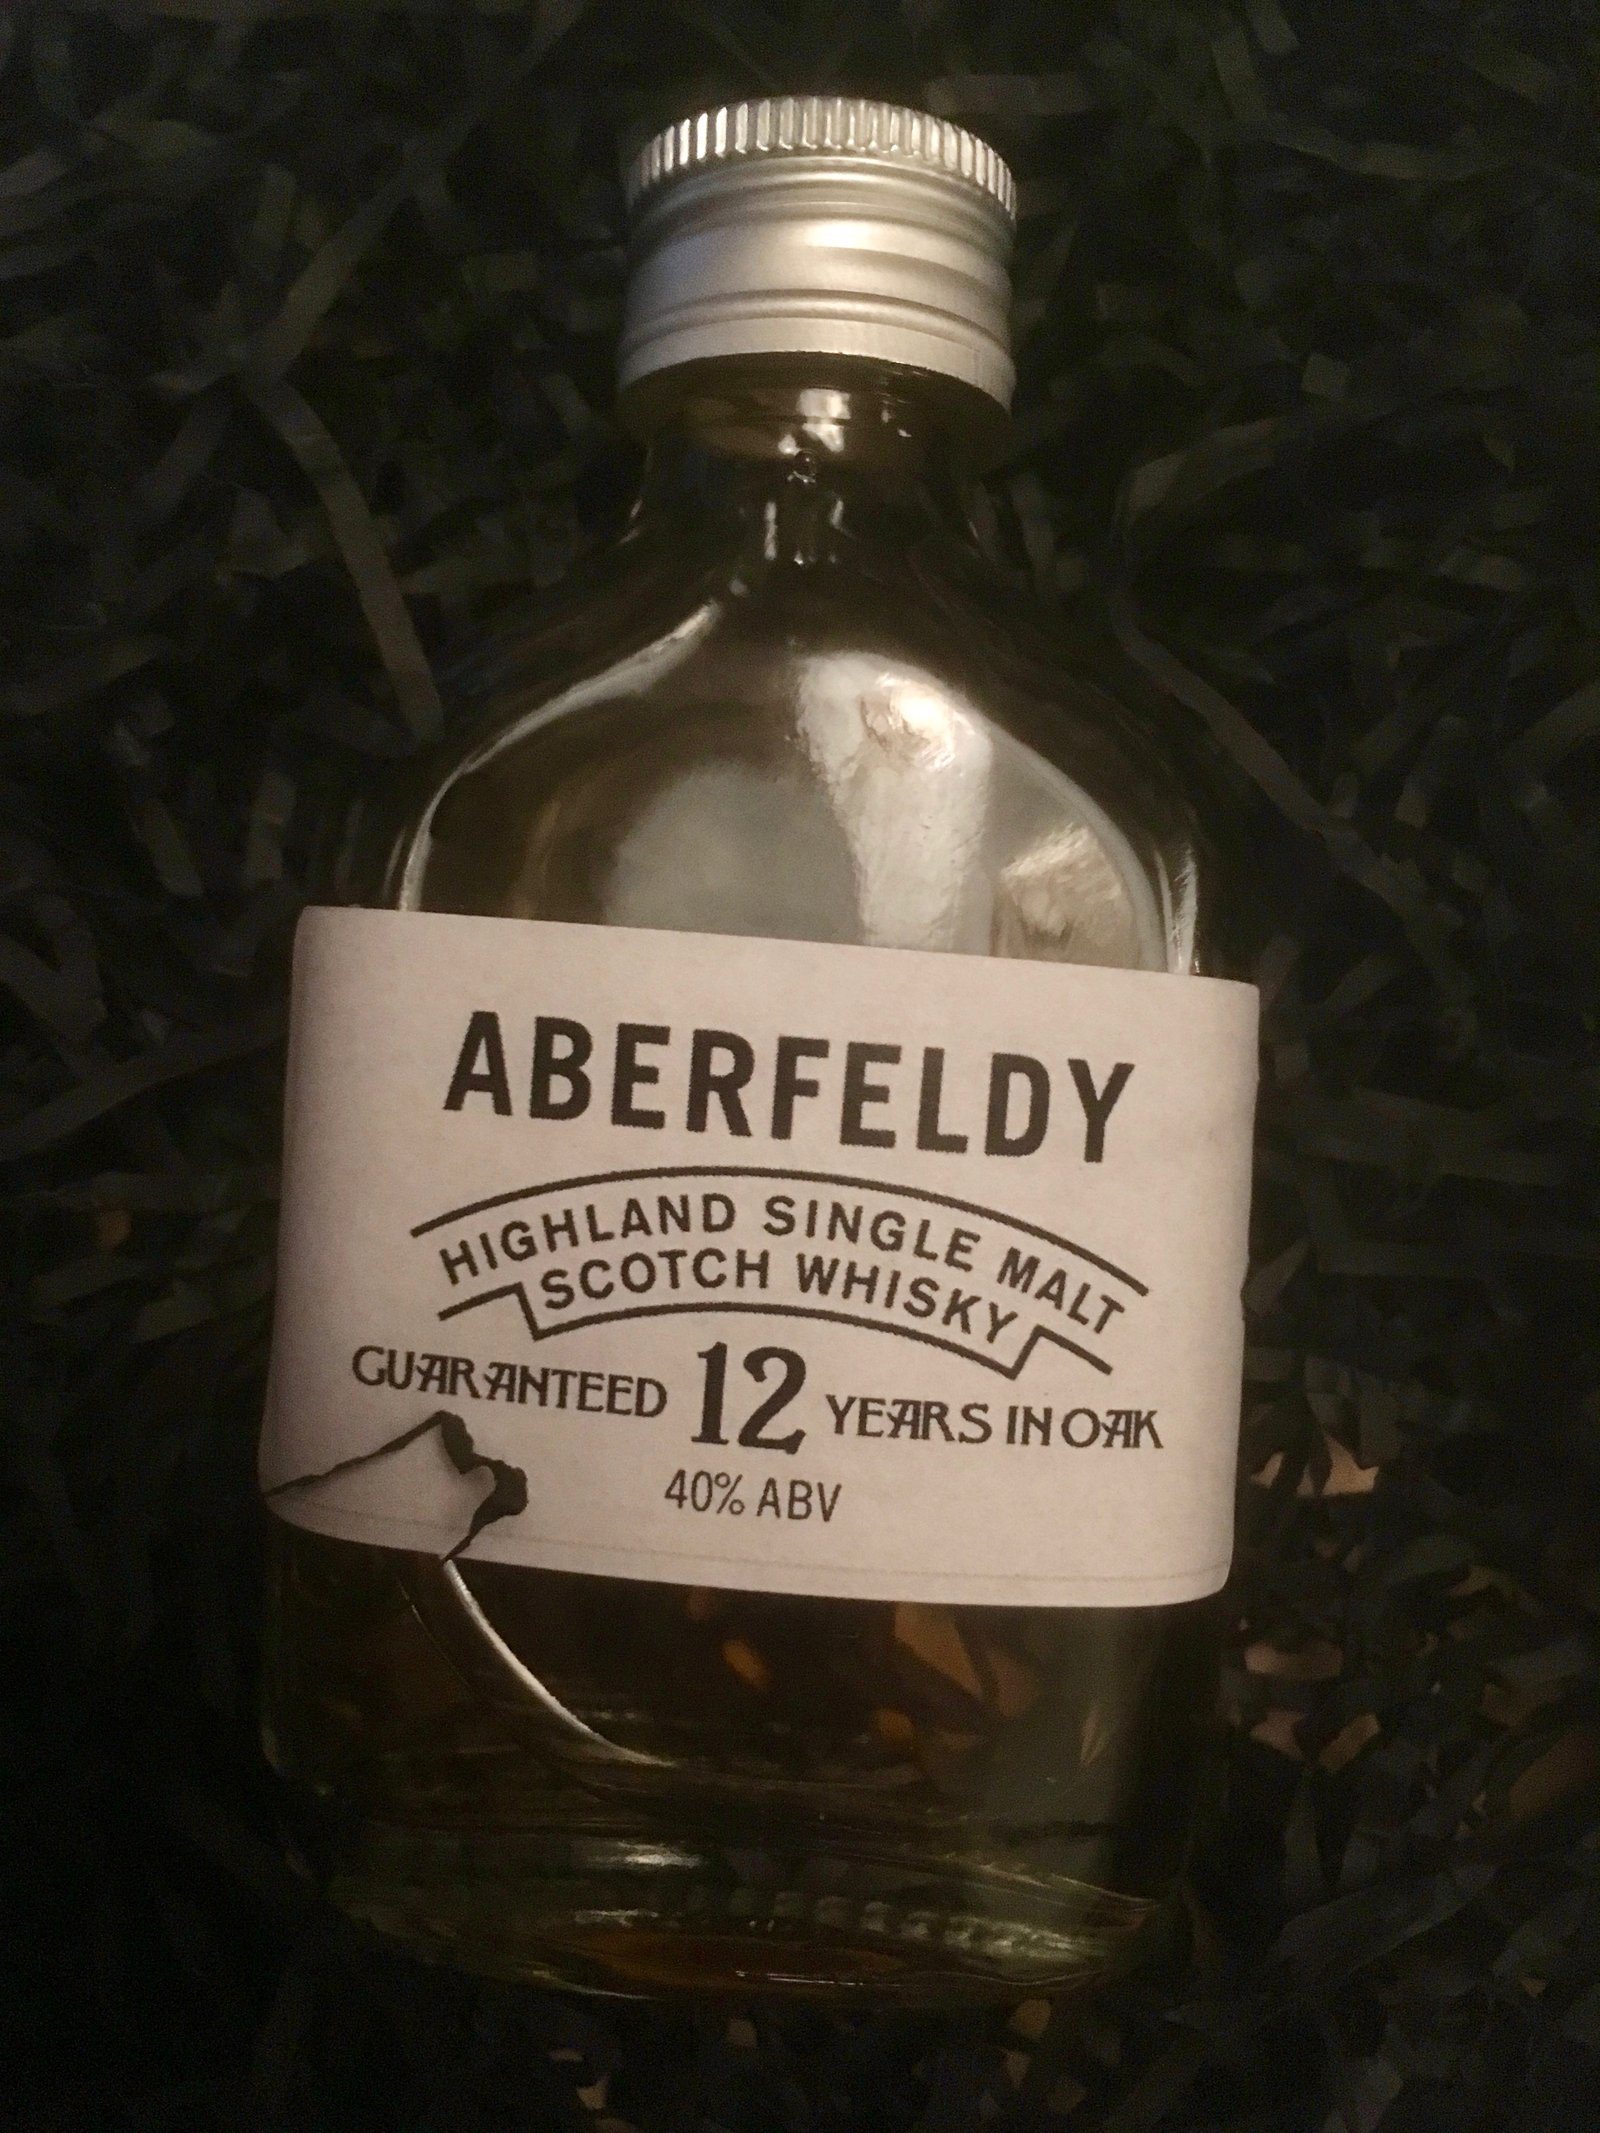 ABERFELDY
HIGHLAND SINGLE MALT
SCOTCH WHISKY
GUARANTEED 12 YEARS IN OAK
40% ABV